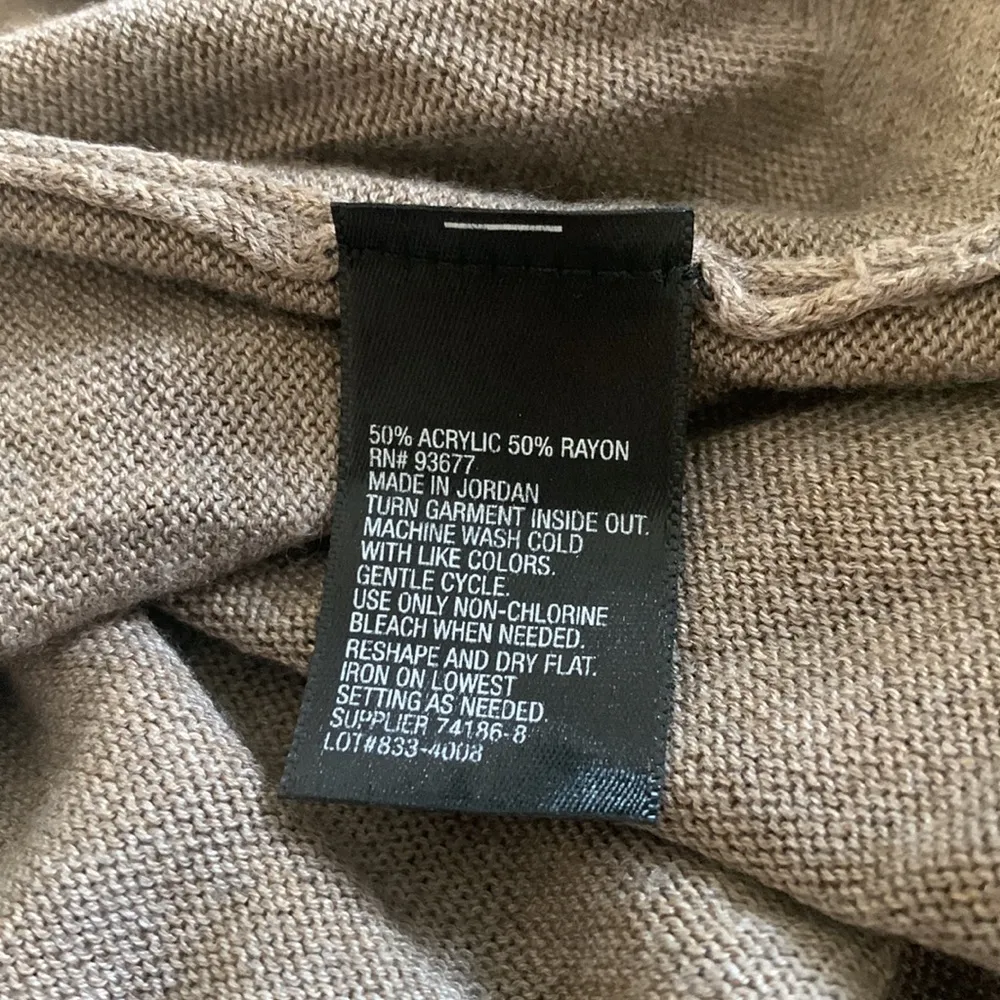 50% ACRYLIC 50% RAYON
RN# 93677
MADE IN JORDAN
TURN GARMENT INSIDE OUT.
MACHINE WASH COLD
WITH LIKE COLORS.
GENTLE CYCLE.
USE ONLY NON-CHLORINE
BLEACH WHEN NEEDED.
RESHAPE AND DRY FLAT.
IRON ON LOWEST
SETTING AS NEEDED.
SUPPLIER 74186-8
LOT#833-4008